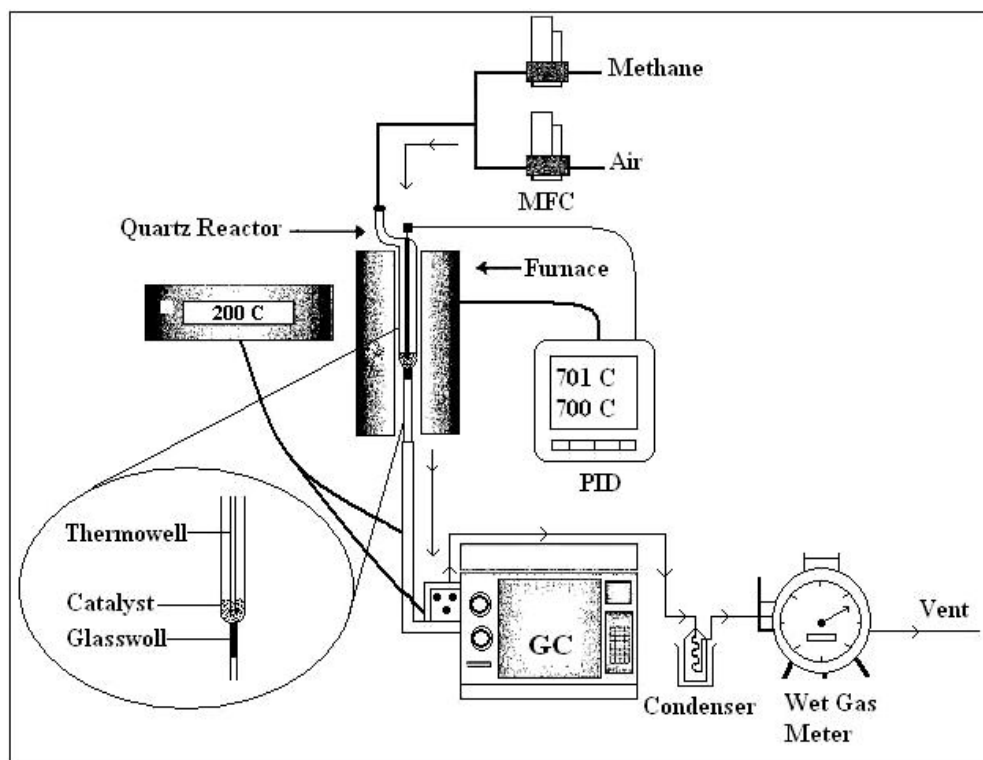 Methane
Air
MFC
Quartz Reactor
Furnace
200 C
701 C
700 C
PID
Thermowell
Catalyst
Glasswoll
GC
Condenser
Vent
Wet Gas
Meter